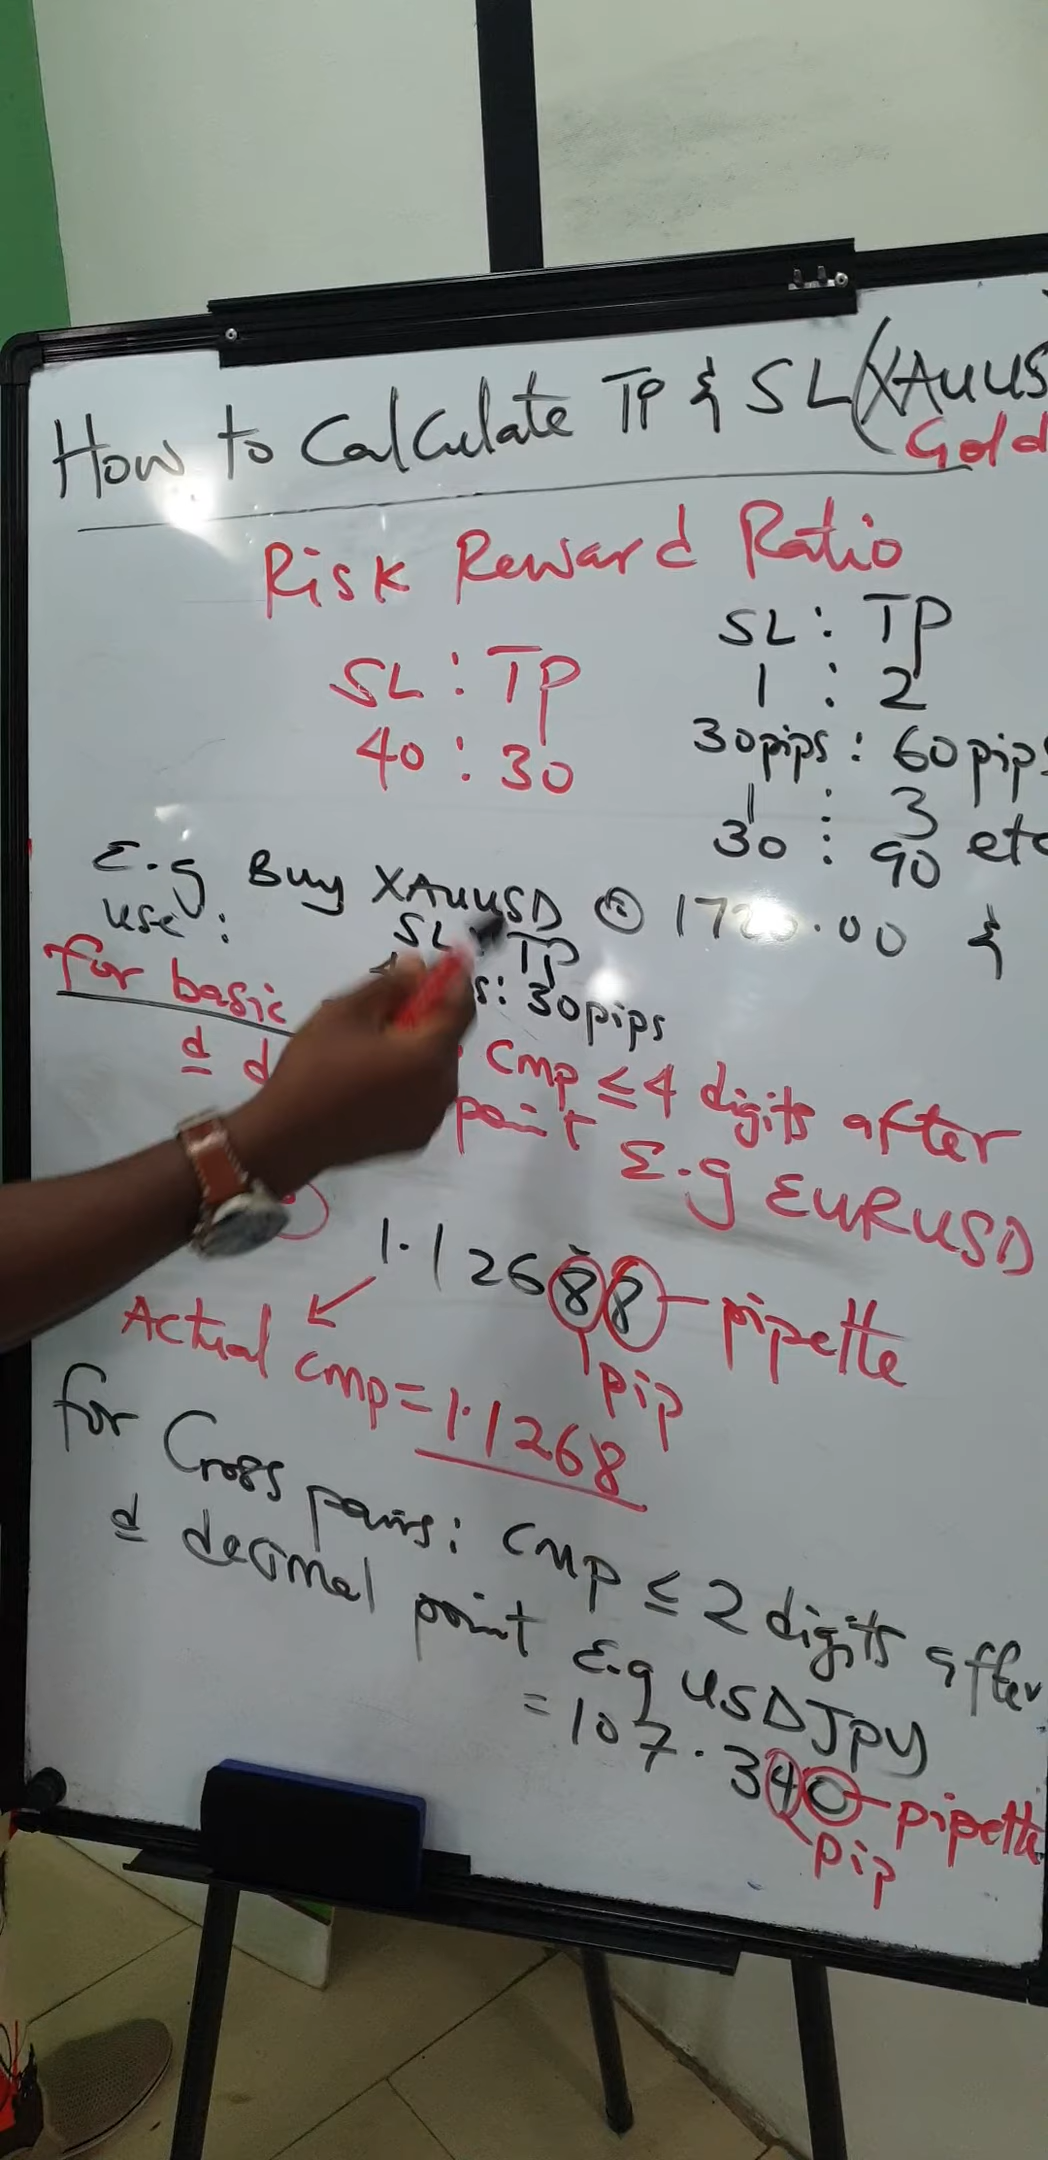 How to Calculate TP & SL (XAUUS
Gold
Risk Reward Ratio
SL : TP
40 : 30
SL : TP
1 : 2
30pips : 60pips
1 : 3
30 : 90 etc
E.g Buy XAUUSD @ 1720.00 &
use :
SL : TP
s : 30pips
for basic
d d : Cmp ≤ 4 digits after
point E.g EURUSD
1.12688 pipette
pip
Actual cmp = 1.1268
for Cross pairs: Cmp ≤ 2 digits after
d decimal point E.g USDJPY
= 107.340 pipette
pip